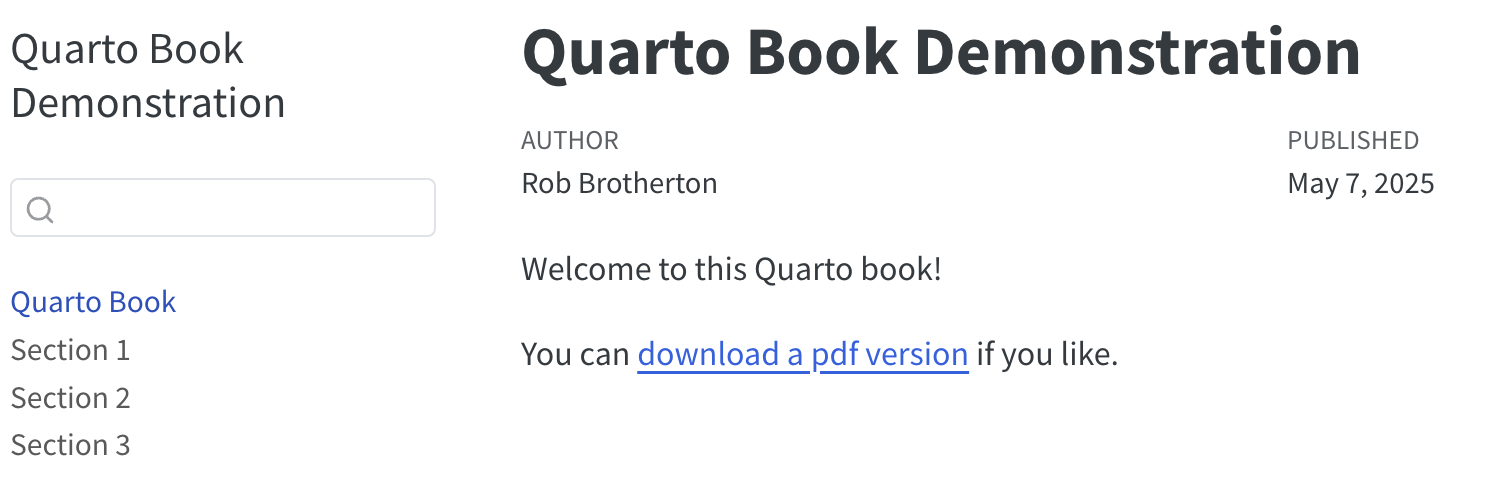 Quarto Book
Demonstration
Quarto Book
Section 1
Section 2
Section 3
Quarto Book Demonstration
AUTHOR
Rob Brotherton
PUBLISHED
May 7, 2025
Welcome to this Quarto book!
You can download a pdf version if you like.